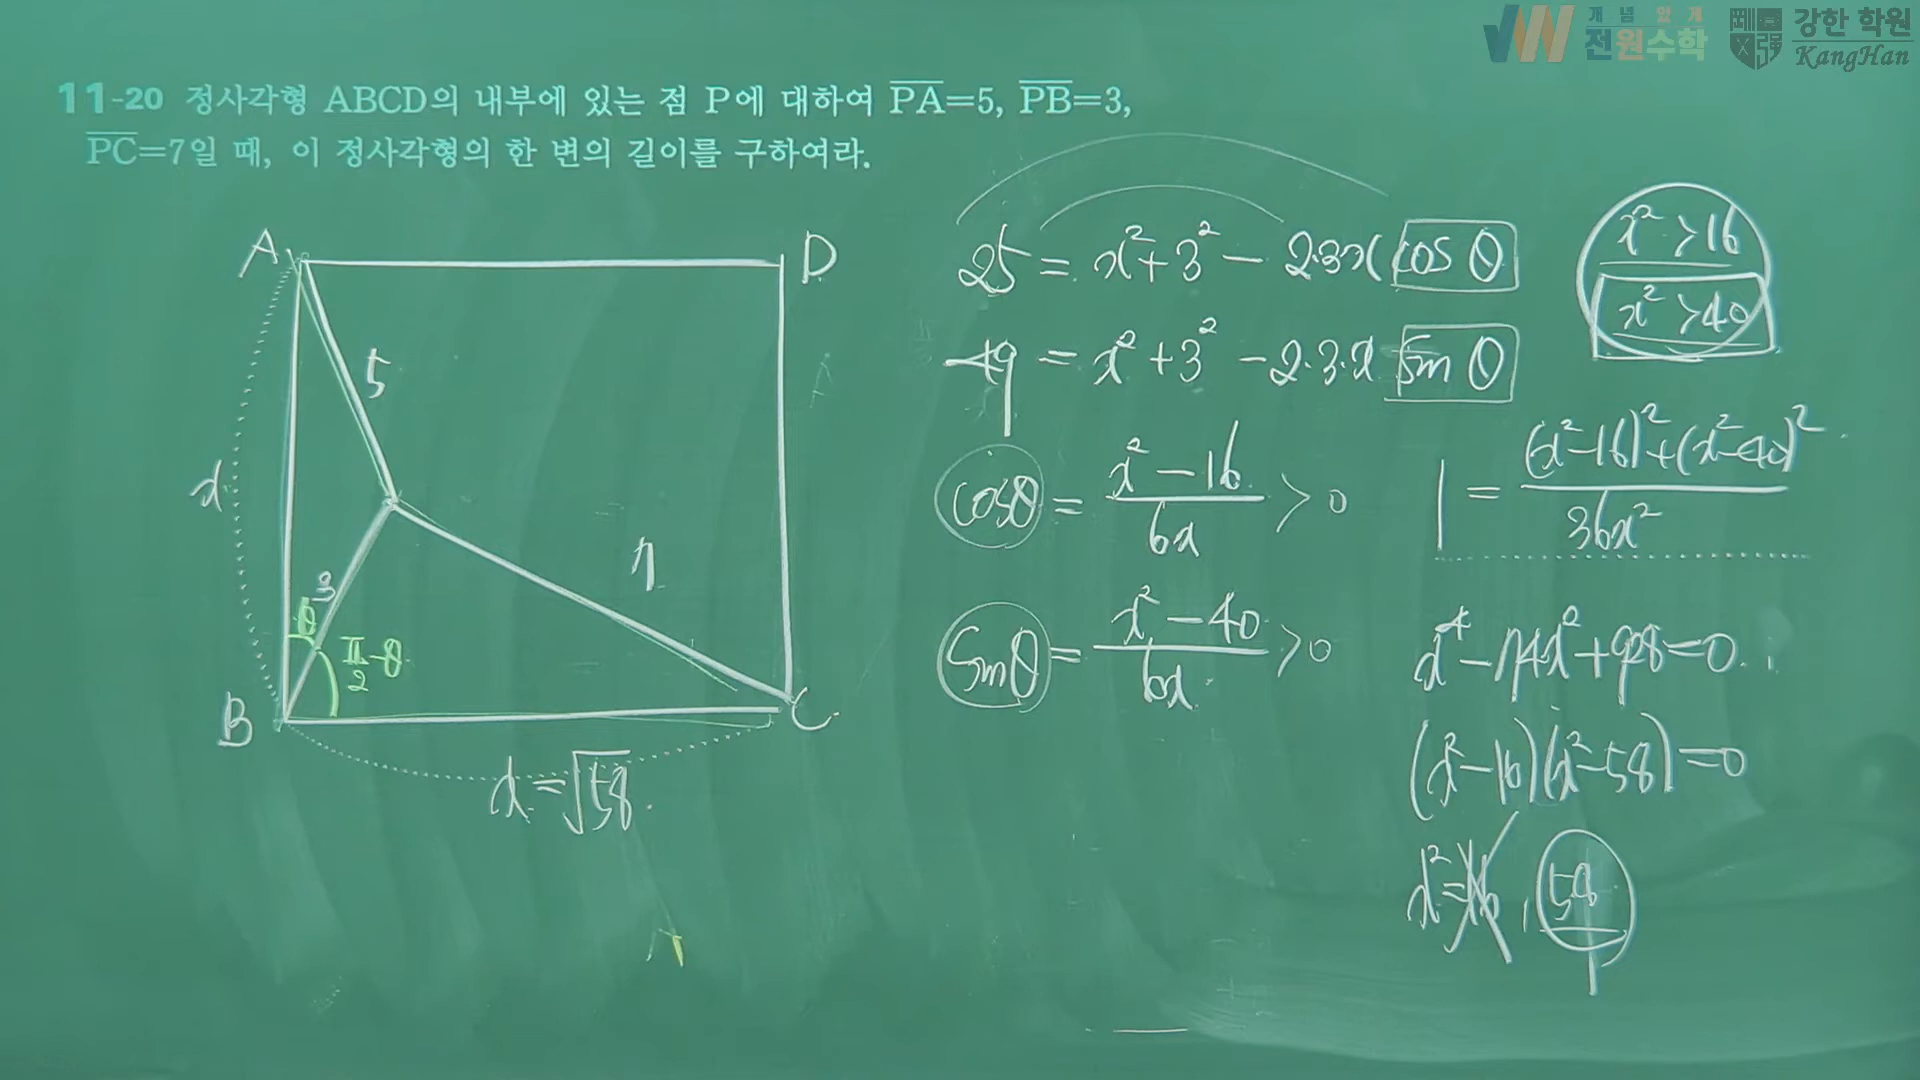 개념있게
전원수학
강한 학원
KangHan
11-20 정사각형 ABCD의 내부에 있는 점 P에 대하여 PA=5, PB=3,
PC=7일 때, 이 정사각형의 한 변의 길이를 구하여라.
A
D
5
x
3
7
θ
π/2-θ
B
C
x=√58.
25 = x²+3² - 2·3·x cos θ
49 = x²+3² -2·3·x sin θ
x²>16
x²>40
cosθ = (x²-16)/6x > 0
sinθ = (x²-40)/6x > 0
1 = ((x²-16)²+(x²-40)²)/36x²
x⁴-74x²+928=0
(x²-16)(x²-58)=0
x²=16, 58